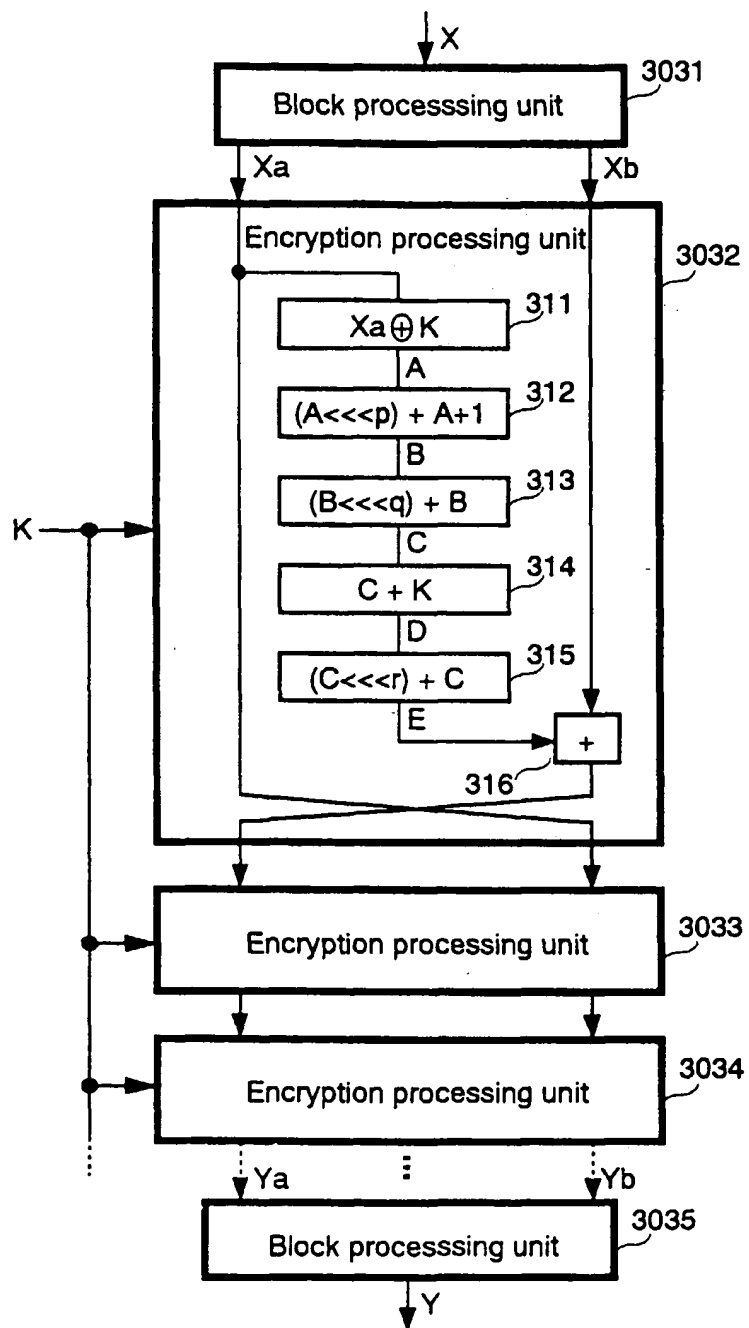 X
3031
Block processsing unit
Xa
Xb
Encryption processing unit
3032
311
Xa ⊕ K
A
312
(A<<<p) + A+1
B
313
(B<<<q) + B
K
C
314
C + K
D
315
(C<<<r) + C
E
+
316
3033
Encryption processing unit
3034
Encryption processing unit
Ya
Yb
3035
Block processsing unit
Y